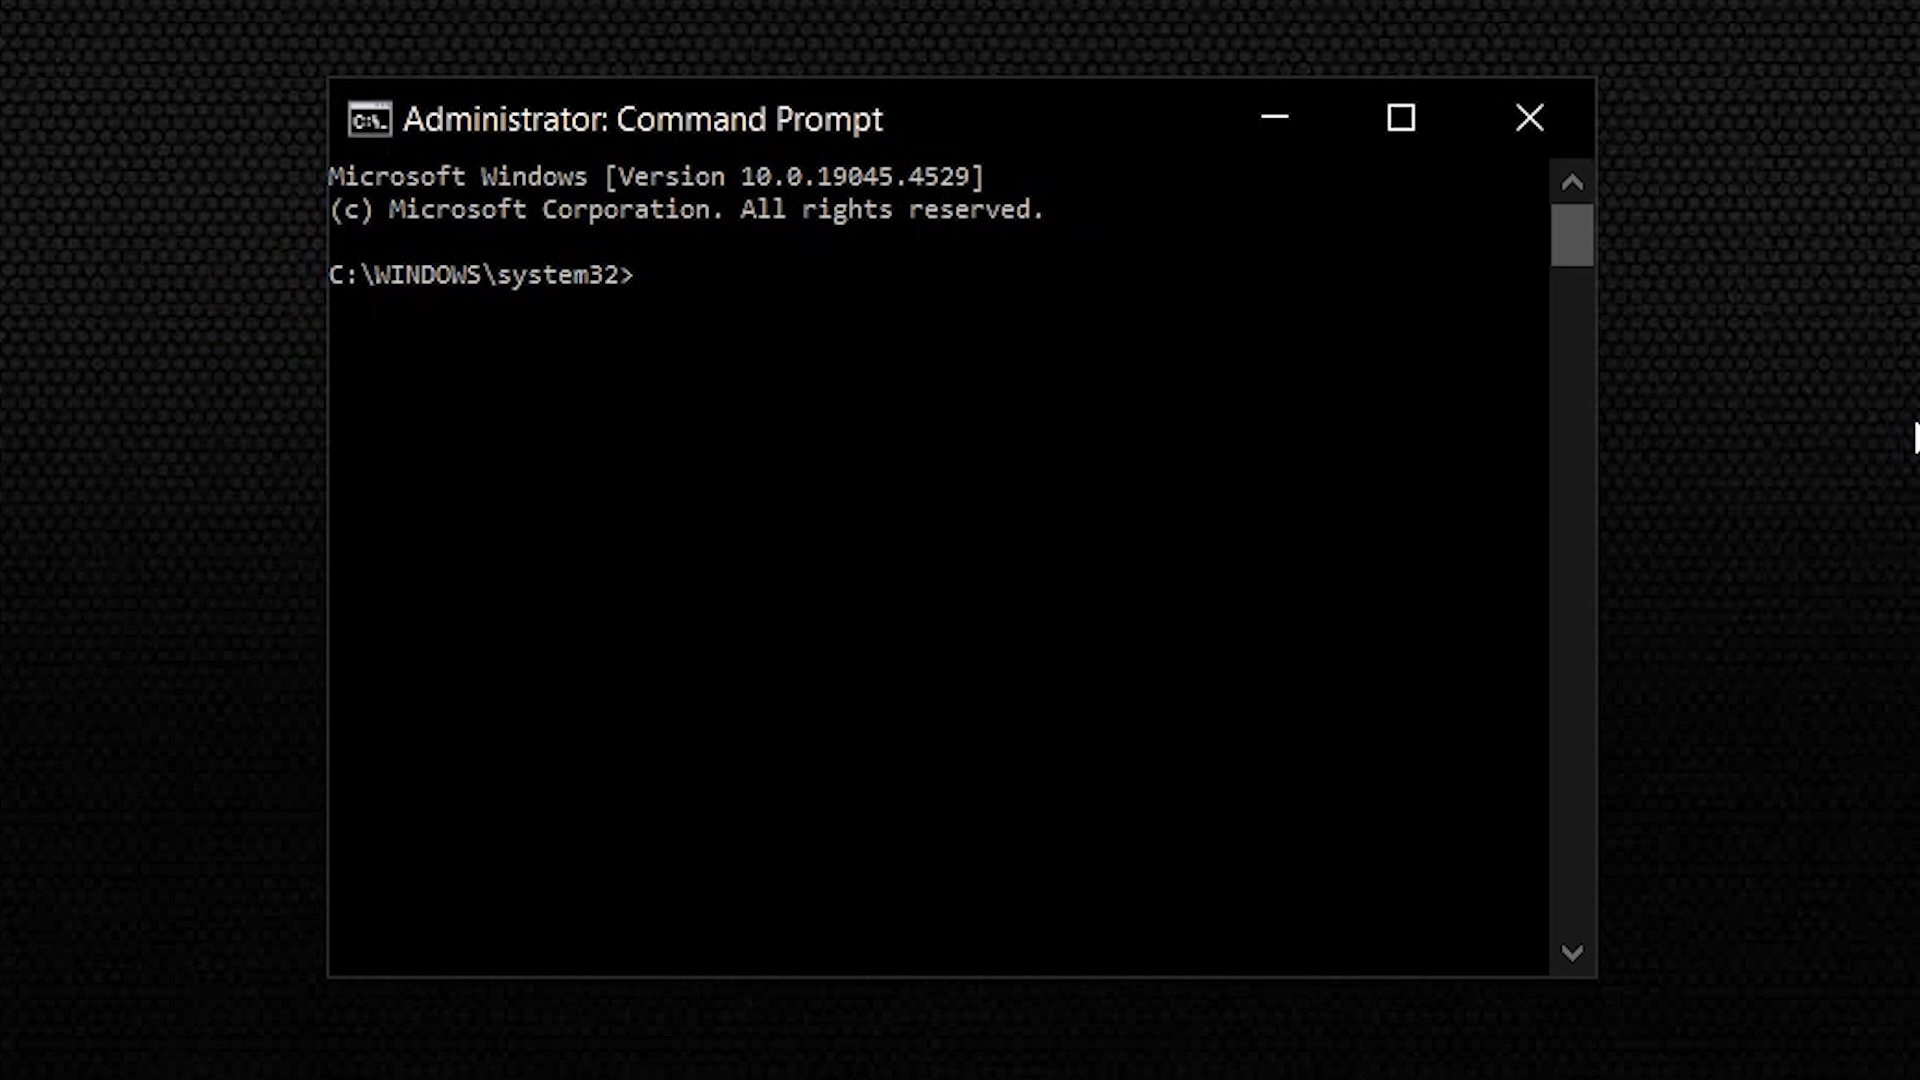 C:\. Administrator: Command Prompt
Microsoft Windows [Version 10.0.19045.4529]
(c) Microsoft Corporation. All rights reserved.
C:\WINDOWS\system32>